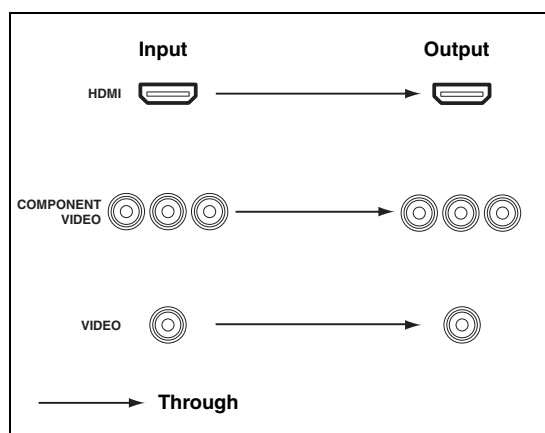 Input Output
HDMI
COMPONENT
VIDEO
VIDEO
Through